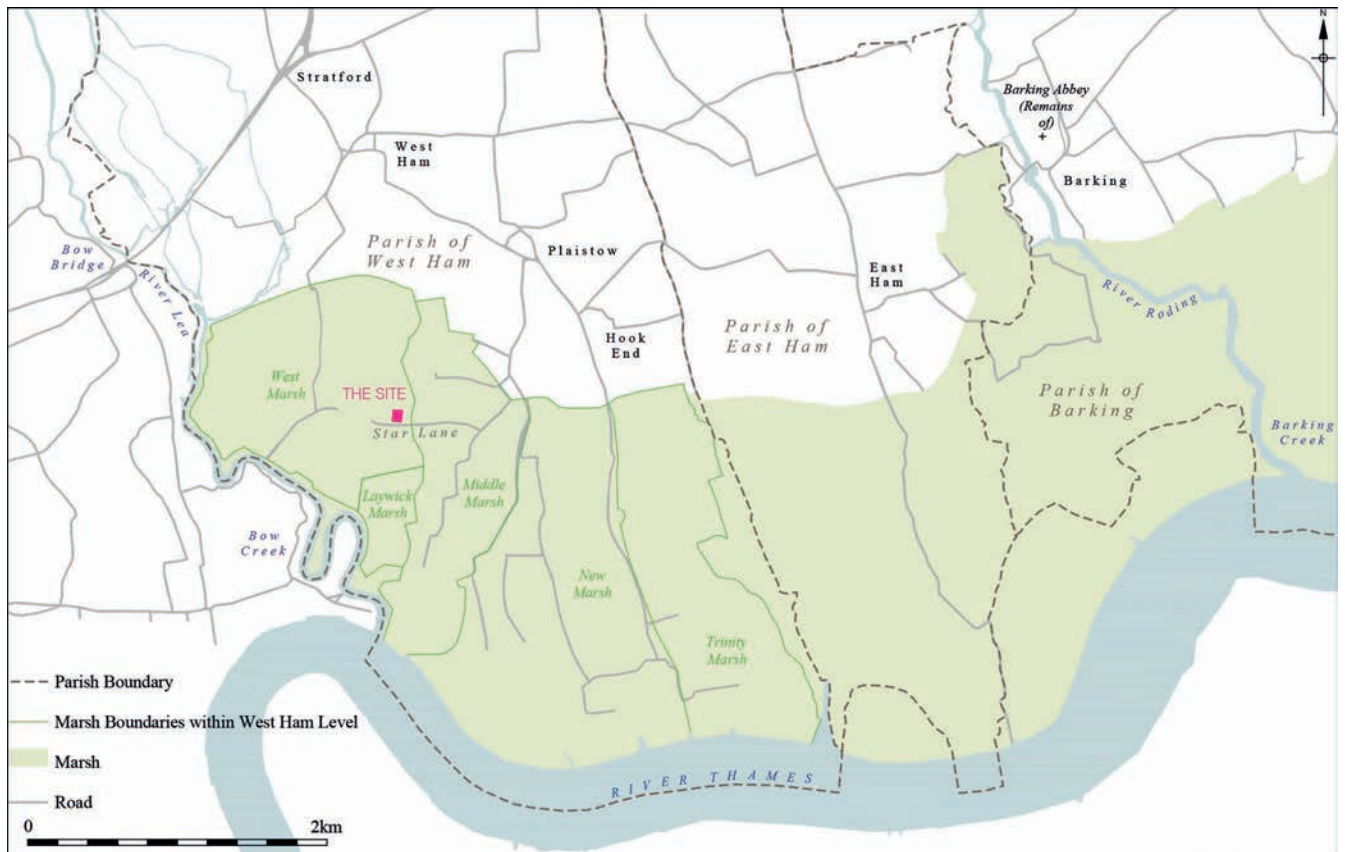 N
Stratford
Barking Abbey
(Remains
of)
West
Ham
Barking
Parish of
West Ham
Plaistow
Bow
Bridge
River Lea
East
Ham
River Roding
Parish of
East Ham
Hook
End
West
Marsh
THE SITE
Star Lane
Parish of
Barking
Barking
Creek
Laywick
Marsh
Middle
Marsh
Bow
Creek
New
Marsh
Trinity
Marsh
RIVER THAMES
Parish Boundary
Marsh Boundaries within West Ham Level
Marsh
Road
0 2km